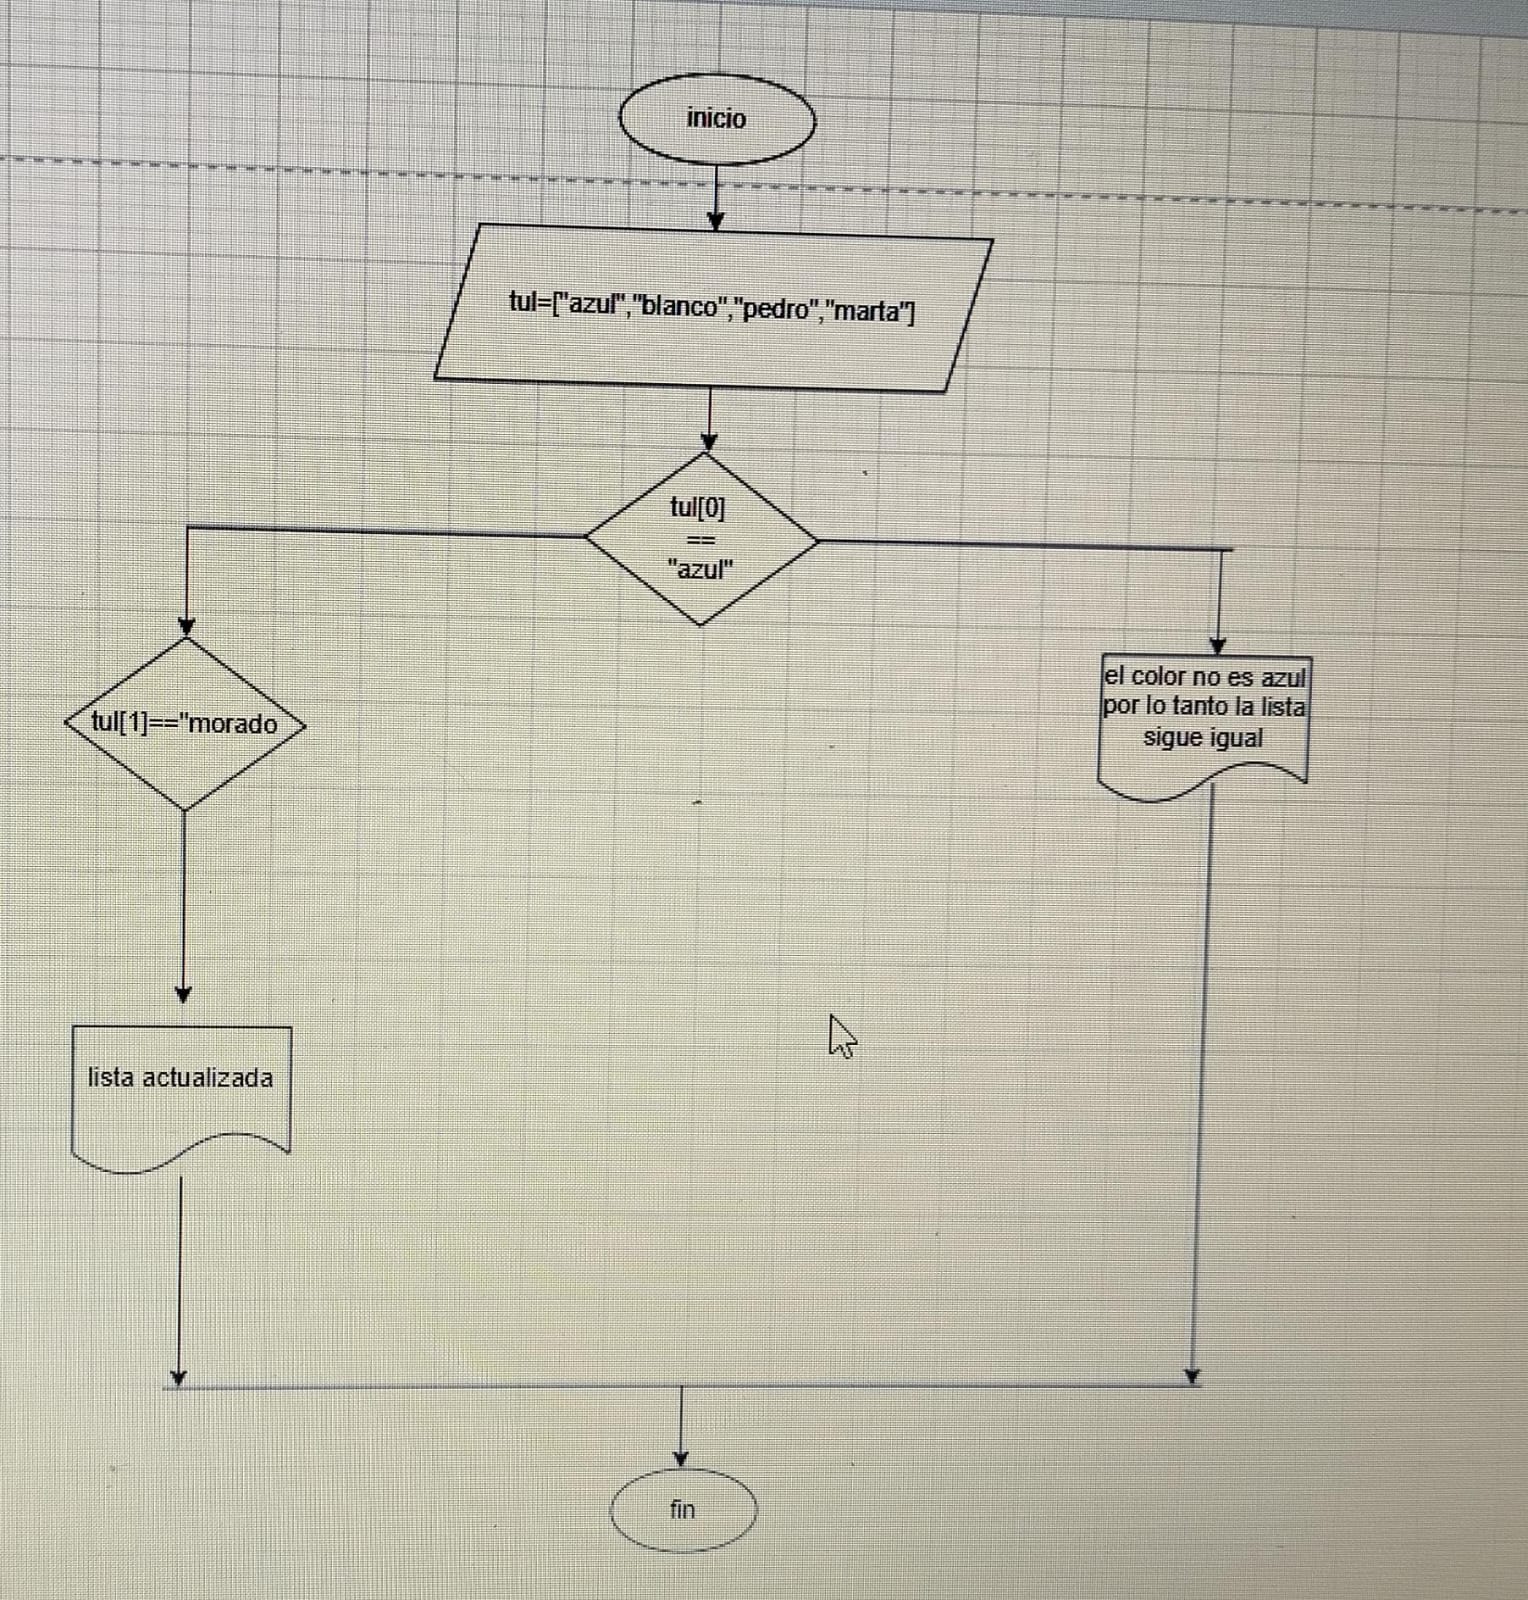 inicio
tul=["azul","blanco","pedro","marta"]
tul[0]
==
"azul"
tul[1]=="morado
el color no es azul
por lo tanto la lista
sigue igual
lista actualizada
fin